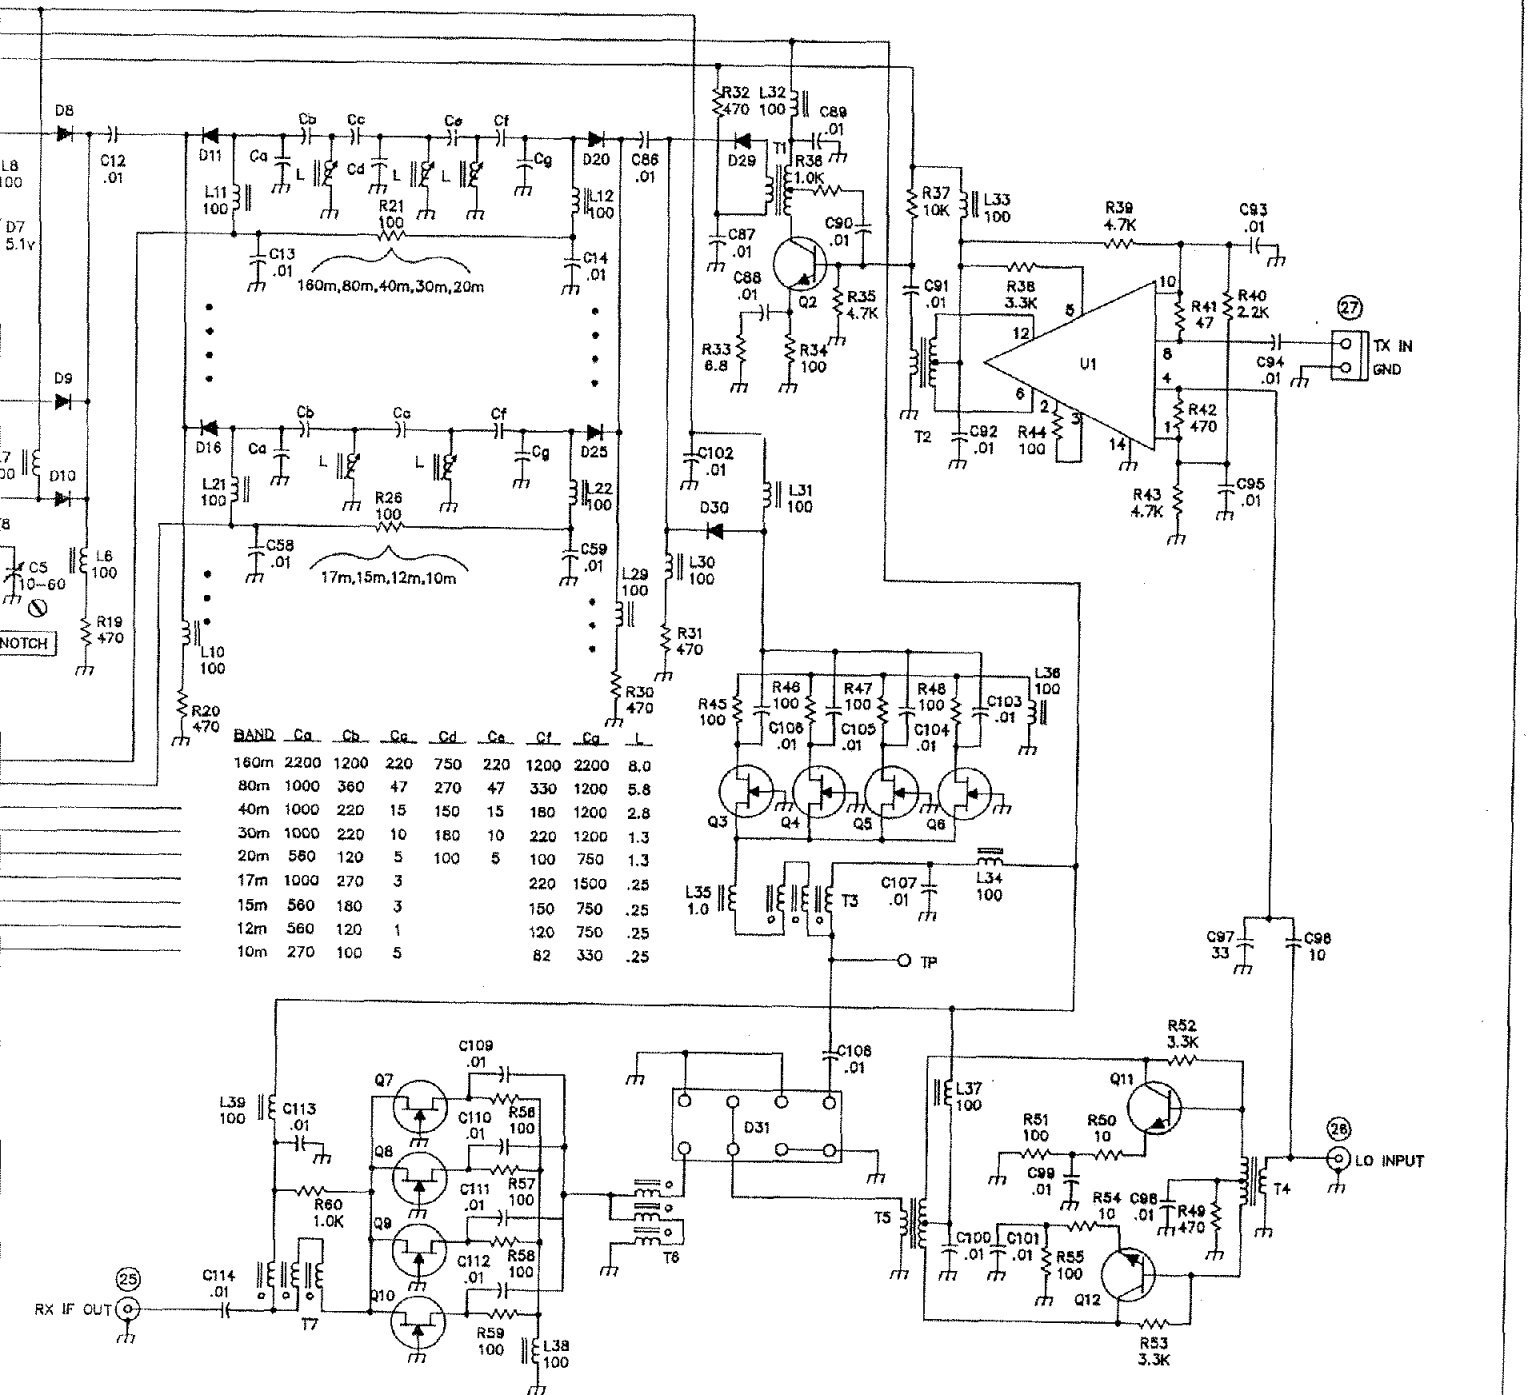 D8
C12
.01
L8
100
D7
5.1v
D11
Ca
Cb
Cc
Cd
Ce
Cf
Cg
L
L
L
L11
100
R21
100
L12
100
C13
.01
C14
.01
160m,80m,40m,30m,20m
D20
C86
.01
R32
470
L32
100
C89
.01
D29
T1
R36
1.0K
C87
.01
C90
.01
C88
.01
Q2
R35
4.7K
R33
6.8
R34
100
R37
10K
L33
100
C91
.01
T2
C92
.01
R38
3.3K
R39
4.7K
C93
.01
R41
47
R40
2.2K
U1
10
5
12
8
4
6
2
3
1
14
R44
100
R42
470
R43
4.7K
C95
.01
C94
.01
27
TX IN
GND
D9
D10
D16
Ca
Cb
Cc
Cf
Cg
L
L
D25
L21
100
R26
100
L22
100
C58
.01
C59
.01
17m,15m,12m,10m
C5
10-60
NOTCH
L6
100
R19
470
L10
100
R20
470
L29
100
R30
470
C102
.01
D30
L31
100
L30
100
R31
470
R45
100
R46
100
R47
100
R48
100
C106
.01
C105
.01
C104
.01
C103
.01
L36
100
Q3
Q4
Q5
Q6
L35
1.0
T3
C107
.01
L34
100
TP
BAND Ca Cb Cc Cd Ce Cf Cg L
160m 2200 1200 220 750 220 1200 2200 8.0
80m 1000 360 47 270 47 330 1200 5.8
40m 1000 220 15 150 15 180 1200 2.8
30m 1000 220 10 180 10 220 1200 1.3
20m 560 120 5 100 5 100 750 1.3
17m 1000 270 3 220 1500 .25
15m 560 180 3 150 750 .25
12m 560 120 1 120 750 .25
10m 270 100 5 82 330 .25
C97
33
C96
10
C108
.01
D31
L39
100
C113
.01
R60
1.0K
Q7
Q8
Q9
Q10
C109
.01
R56
100
C110
.01
R57
100
C111
.01
R58
100
C112
.01
R59
100
L38
100
T6
T5
L37
100
C100
.01
C101
.01
R51
100
R50
10
C99
.01
Q11
R52
3.3K
R54
10
C98
.01
R49
470
R55
100
Q12
R53
3.3K
T4
26
LO INPUT
25
RX IF OUT
C114
.01
T7